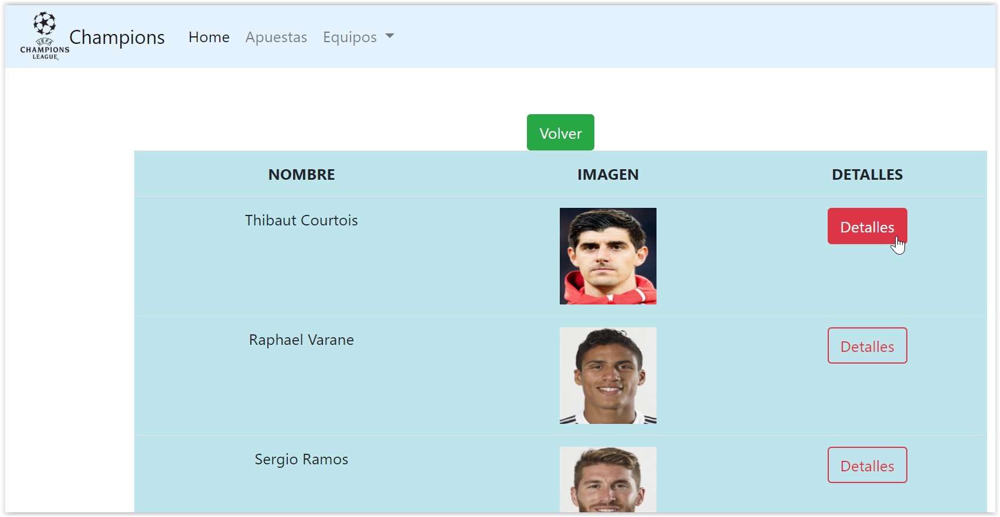 UEFA
CHAMPIONS
LEAGUE
Champions Home Apuestas Equipos
Volver
NOMBRE IMAGEN DETALLES
Thibaut Courtois Detalles
Raphael Varane Detalles
Sergio Ramos Detalles